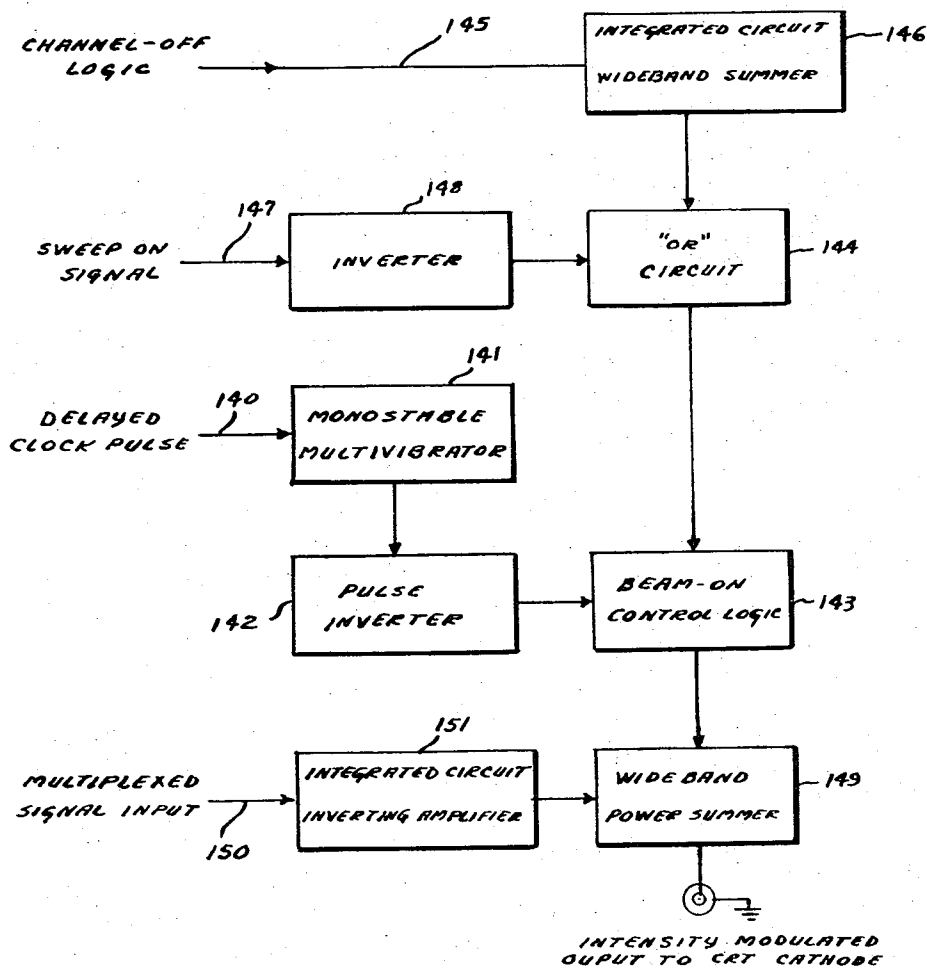 CHANNEL-OFF
LOGIC
145
INTEGRATED CIRCUIT
WIDEBAND SUMMER
146
SWEEP ON
SIGNAL
147
148
INVERTER
"OR"
CIRCUIT
144
DELAYED
CLOCK PULSE
140
141
MONOSTABLE
MULTIVIBRATOR
142
PULSE
INVERTER
BEAM-ON
CONTROL LOGIC
143
MULTIPLEXED
SIGNAL INPUT
150
151
INTEGRATED CIRCUIT
INVERTING AMPLIFIER
WIDEBAND
POWER SUMMER
149
INTENSITY MODULATED
OUPUT TO CRT CATHODE